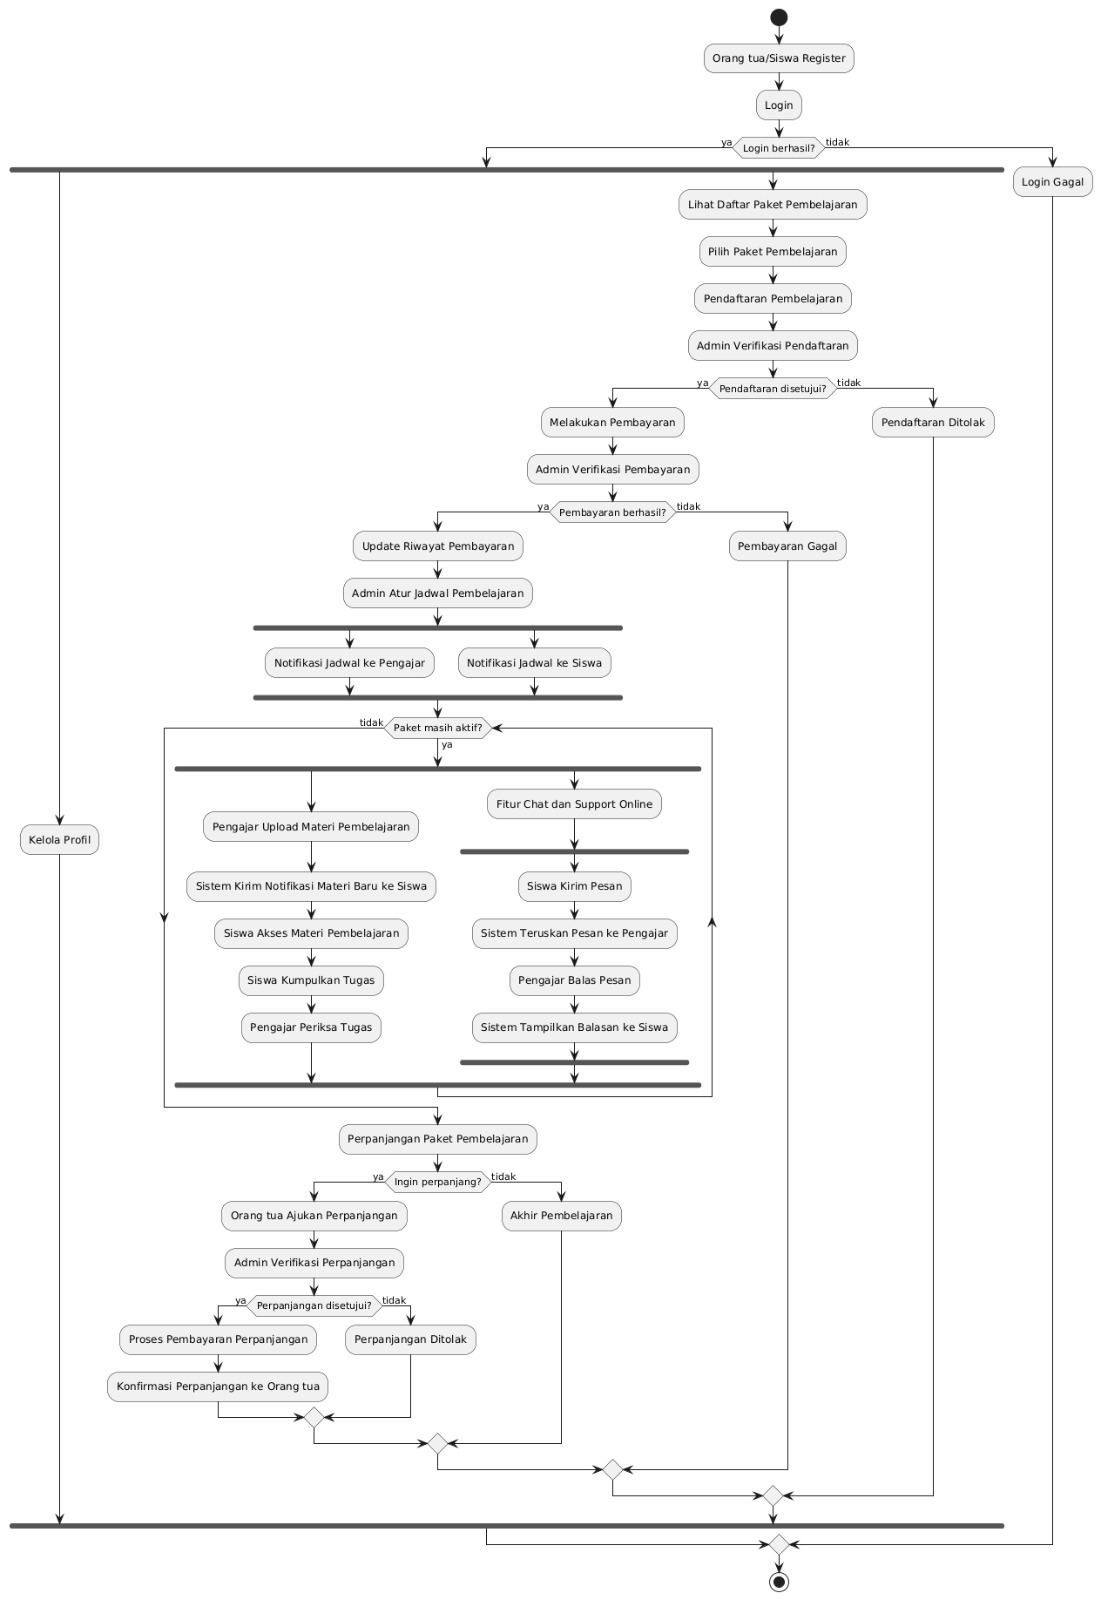 Orang tua/Siswa Register
Login
ya
Login berhasil?
tidak
Login Gagal
Lihat Daftar Paket Pembelajaran
Pilih Paket Pembelajaran
Pendaftaran Pembelajaran
Admin Verifikasi Pendaftaran
ya
Pendaftaran disetujui?
tidak
Melakukan Pembayaran
Pendaftaran Ditolak
Admin Verifikasi Pembayaran
ya
Pembayaran berhasil?
tidak
Update Riwayat Pembayaran
Pembayaran Gagal
Admin Atur Jadwal Pembelajaran
Notifikasi Jadwal ke Pengajar
Notifikasi Jadwal ke Siswa
tidak
Paket masih aktif?
ya
Fitur Chat dan Support Online
Pengajar Upload Materi Pembelajaran
Kelola Profil
Sistem Kirim Notifikasi Materi Baru ke Siswa
Siswa Kirim Pesan
Siswa Akses Materi Pembelajaran
Sistem Teruskan Pesan ke Pengajar
Siswa Kumpulkan Tugas
Pengajar Balas Pesan
Pengajar Periksa Tugas
Sistem Tampilkan Balasan ke Siswa
Perpanjangan Paket Pembelajaran
ya
Ingin perpanjang?
tidak
Orang tua Ajukan Perpanjangan
Akhir Pembelajaran
Admin Verifikasi Perpanjangan
ya
Perpanjangan disetujui?
tidak
Proses Pembayaran Perpanjangan
Perpanjangan Ditolak
Konfirmasi Perpanjangan ke Orang tua